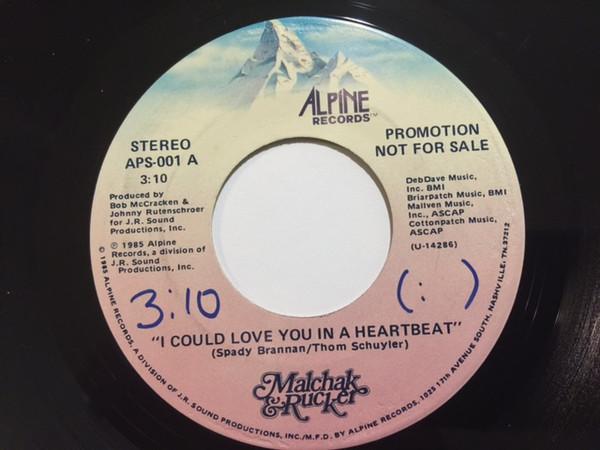 ALPINE
RECORDS™
STEREO
APS-001 A
3:10
Produced by
Bob McCracken &
Johnny Rutenschroer
for J.R. Sound
Productions, Inc.
℗ 1985 Alpine
Records, a division of
J.R. Sound
Productions, Inc.
PROMOTION
NOT FOR SALE
DebDave Music,
Inc. BMI
Briarpatch Music, BMI
Mallven Music,
Inc., ASCAP
Cottonpatch Music,
ASCAP
(U-14286)
3:10
( : )
"I COULD LOVE YOU IN A HEARTBEAT"
(Spady Brannan/Thom Schuyler)
Malchak
& Rucker
© 1985 ALPINE RECORDS, A DIVISION OF J.R. SOUND PRODUCTIONS, INC./M.F.D. BY ALPINE RECORDS, 1025 17th AVENUE SOUTH, NASHVILLE, TN. 37212